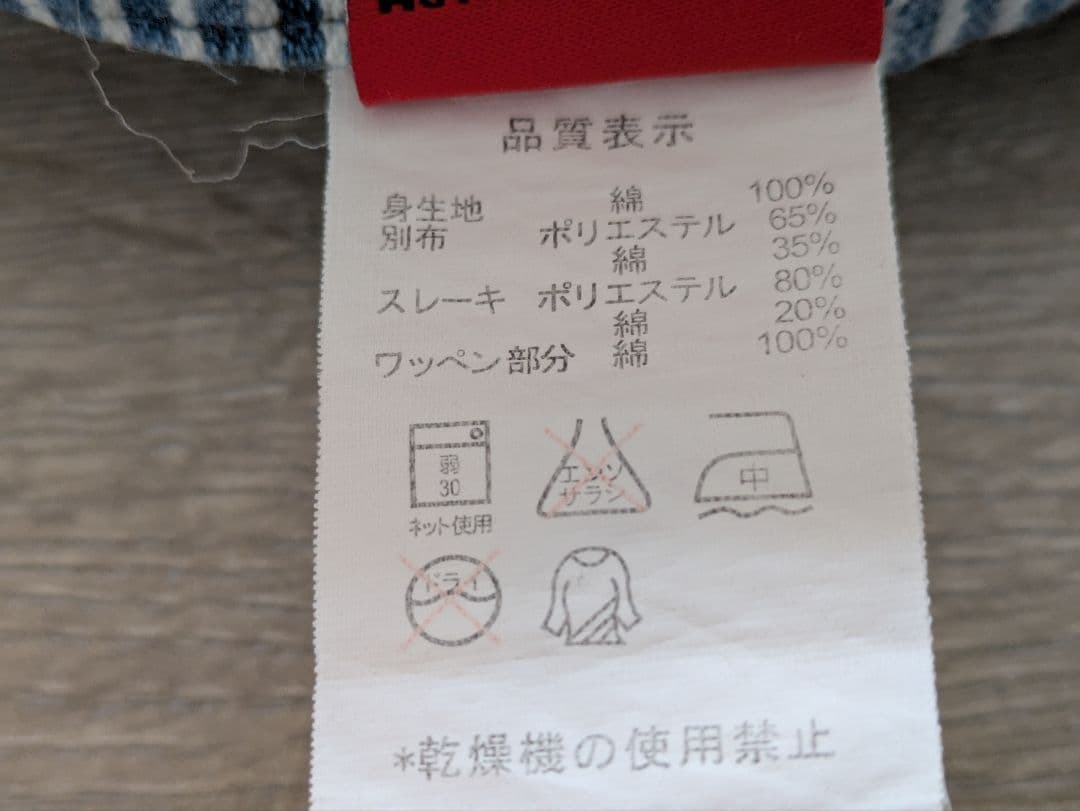 品質表示
身生地 綿 100%
別布 ポリエステル 65%
綿 35%
スレーキ ポリエステル 80%
綿 20%
ワッペン部分 綿 100%
弱
30
ネット使用
エンソ
サラシ
中
ドライ
*乾燥機の使用禁止